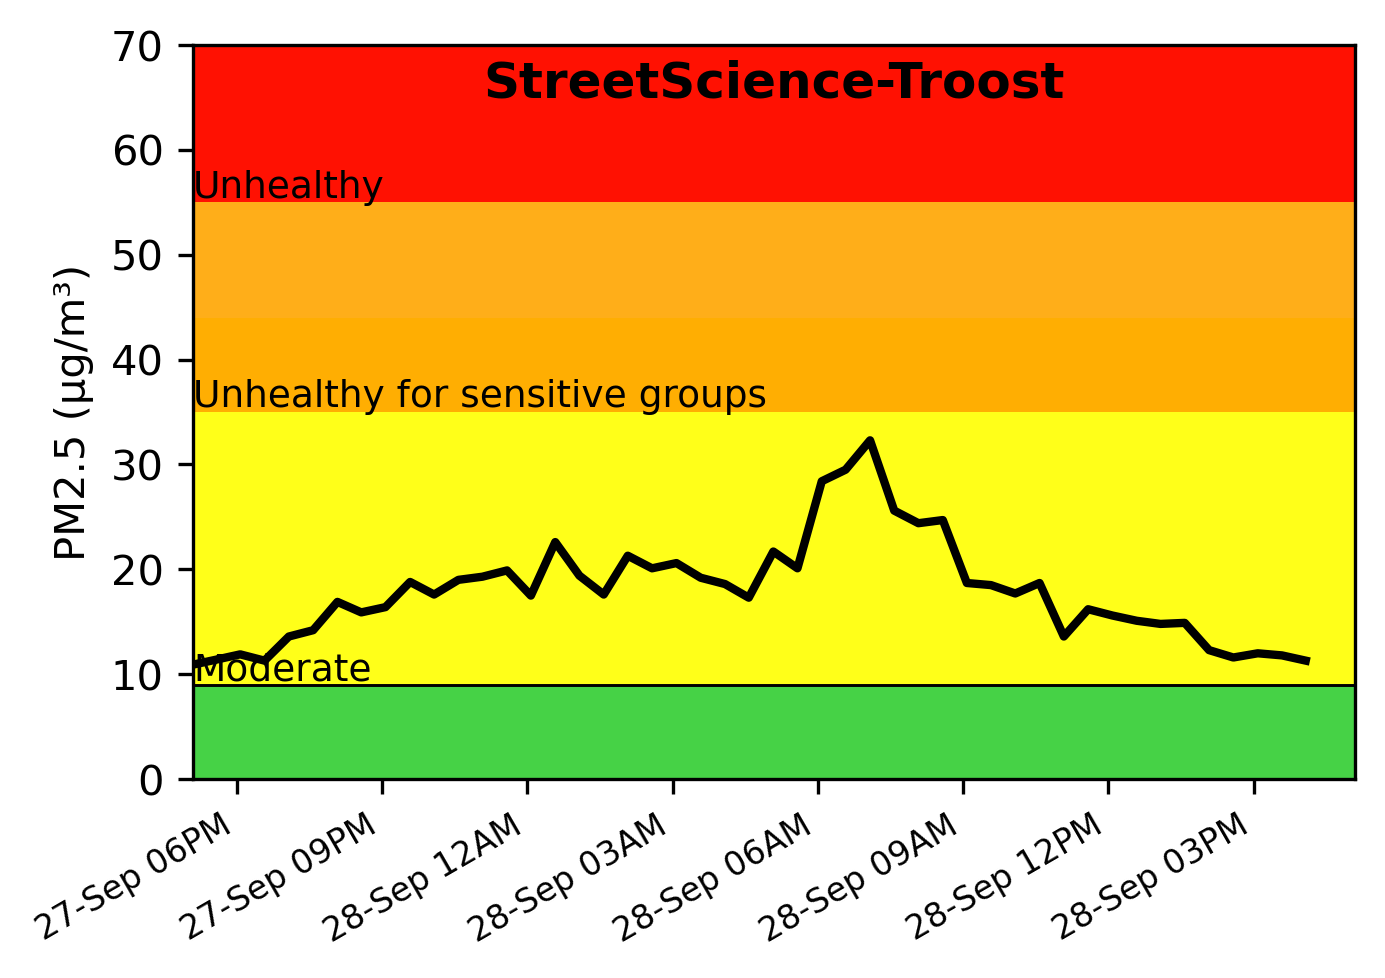 StreetScience-Troost
70
60
50
40
30
20
10
0
PM2.5 (µg/m³)
Unhealthy
Unhealthy for sensitive groups
Moderate
27-Sep 06PM
27-Sep 09PM
28-Sep 12AM
28-Sep 03AM
28-Sep 06AM
28-Sep 09AM
28-Sep 12PM
28-Sep 03PM